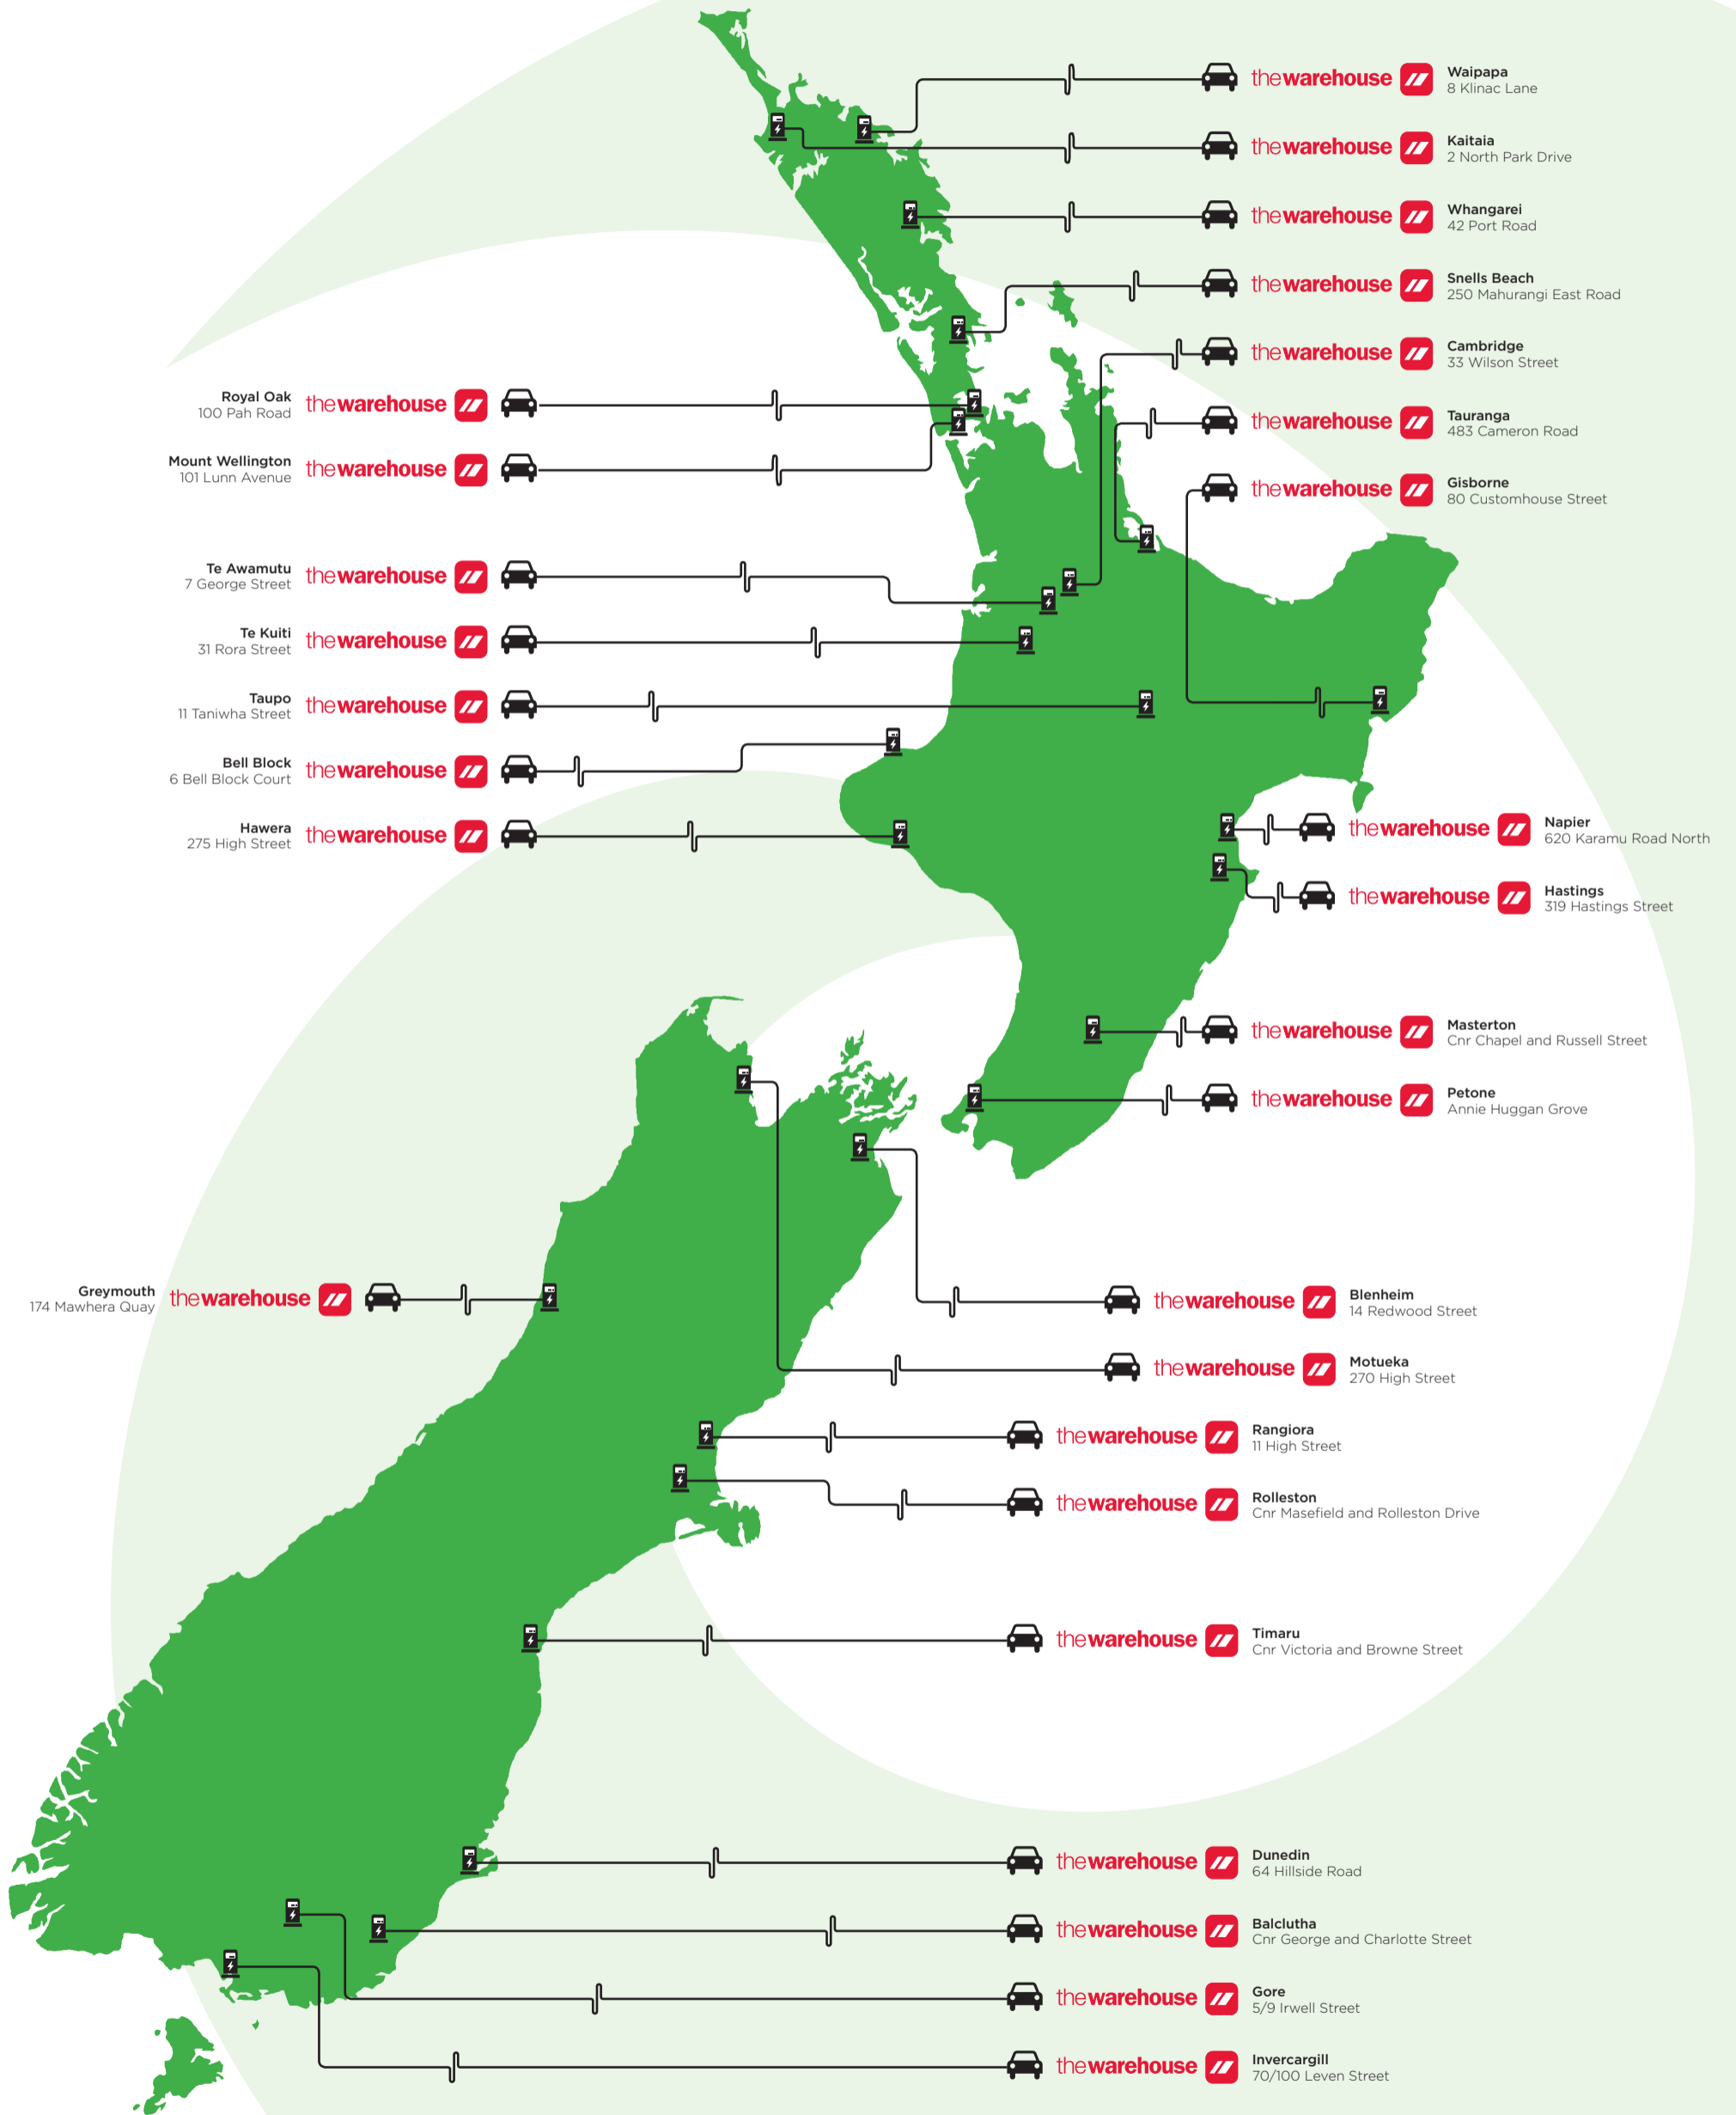 thewarehouse
Waipapa
8 Klinac Lane
thewarehouse
Kaitaia
2 North Park Drive
thewarehouse
Whangarei
42 Port Road
thewarehouse
Snells Beach
250 Mahurangi East Road
thewarehouse
Cambridge
33 Wilson Street
thewarehouse
Tauranga
483 Cameron Road
thewarehouse
Gisborne
80 Customhouse Street
Royal Oak
100 Pah Road
thewarehouse
Mount Wellington
101 Lunn Avenue
thewarehouse
Te Awamutu
7 George Street
thewarehouse
Te Kuiti
31 Rora Street
thewarehouse
Taupo
11 Taniwha Street
thewarehouse
Bell Block
6 Bell Block Court
thewarehouse
Hawera
275 High Street
thewarehouse
thewarehouse
Napier
620 Karamu Road North
thewarehouse
Hastings
319 Hastings Street
thewarehouse
Masterton
Cnr Chapel and Russell Street
thewarehouse
Petone
Annie Huggan Grove
Greymouth
174 Mawhera Quay
thewarehouse
thewarehouse
Blenheim
14 Redwood Street
thewarehouse
Motueka
270 High Street
thewarehouse
Rangiora
11 High Street
thewarehouse
Rolleston
Cnr Masefield and Rolleston Drive
thewarehouse
Timaru
Cnr Victoria and Browne Street
thewarehouse
Dunedin
64 Hillside Road
thewarehouse
Balclutha
Cnr George and Charlotte Street
thewarehouse
Gore
5/9 Irwell Street
thewarehouse
Invercargill
70/100 Leven Street